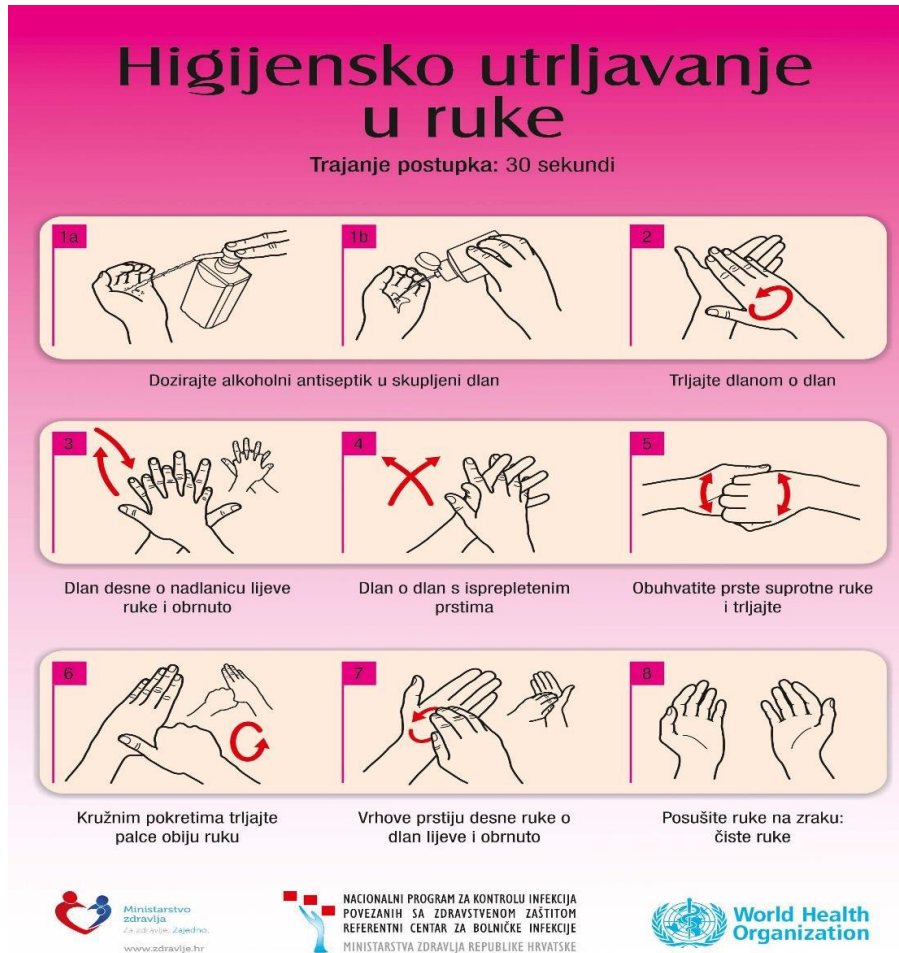 Higijensko utrljavanje
u ruke
Trajanje postupka: 30 sekundi
1a
1b
2
Dozirajte alkoholni antiseptik u skupljeni dlan
Trljajte dlanom o dlan
3
4
5
Dlan desne o nadlanicu lijeve
ruke i obrnuto
Dlan o dlan s isprepletenim
prstima
Obuhvatite prste suprotne ruke
i trljajte
6
7
8
Kružnim pokretima trljajte
palce obiju ruku
Vrhove prstiju desne ruke o
dlan lijeve i obrnuto
Posušite ruke na zraku:
čiste ruke
Ministarstvo
zdravlja
Za zdravlje. Zajedno.
www.zdravlje.hr
NACIONALNI PROGRAM ZA KONTROLU INFEKCIJA
POVEZANIH SA ZDRAVSTVENOM ZAŠTITOM
REFERENTNI CENTAR ZA BOLNIČKE INFEKCIJE
MINISTARSTVA ZDRAVLJA REPUBLIKE HRVATSKE
World Health
Organization